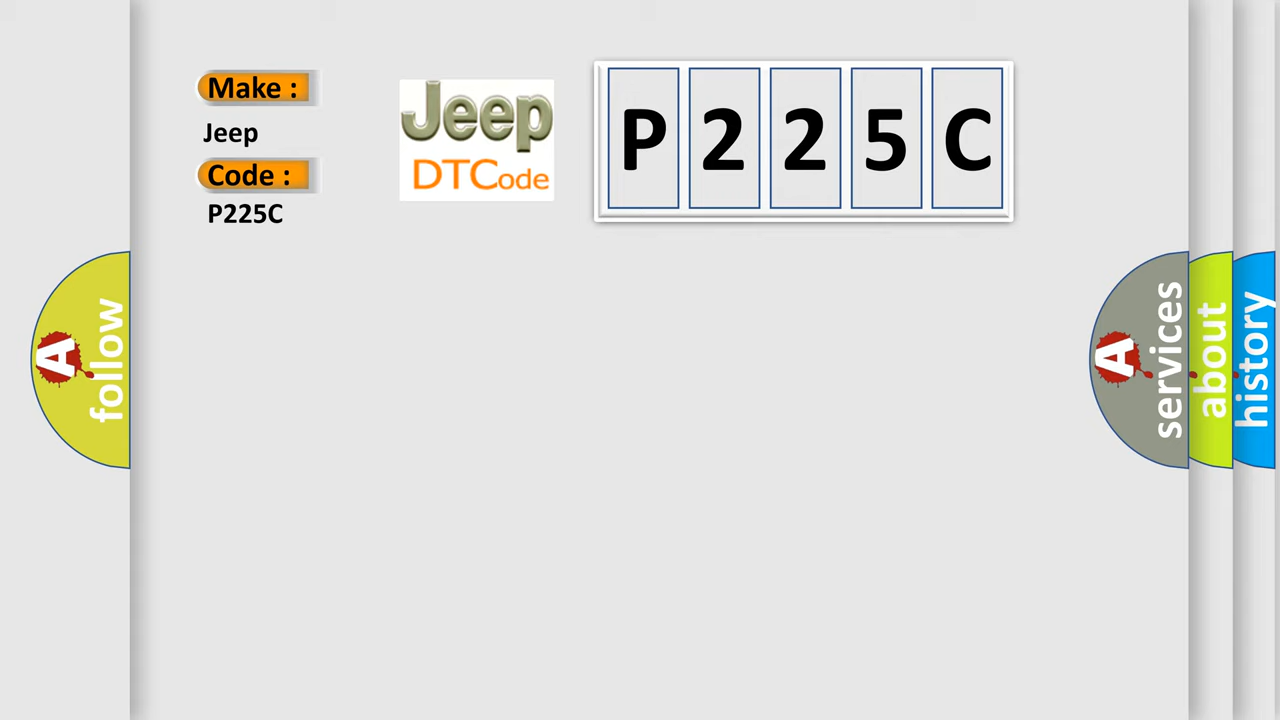 Make :
Jeep
Code :
P225C
Jeep
DTCode
P 2 2 5 C
A follow
A services
about
history